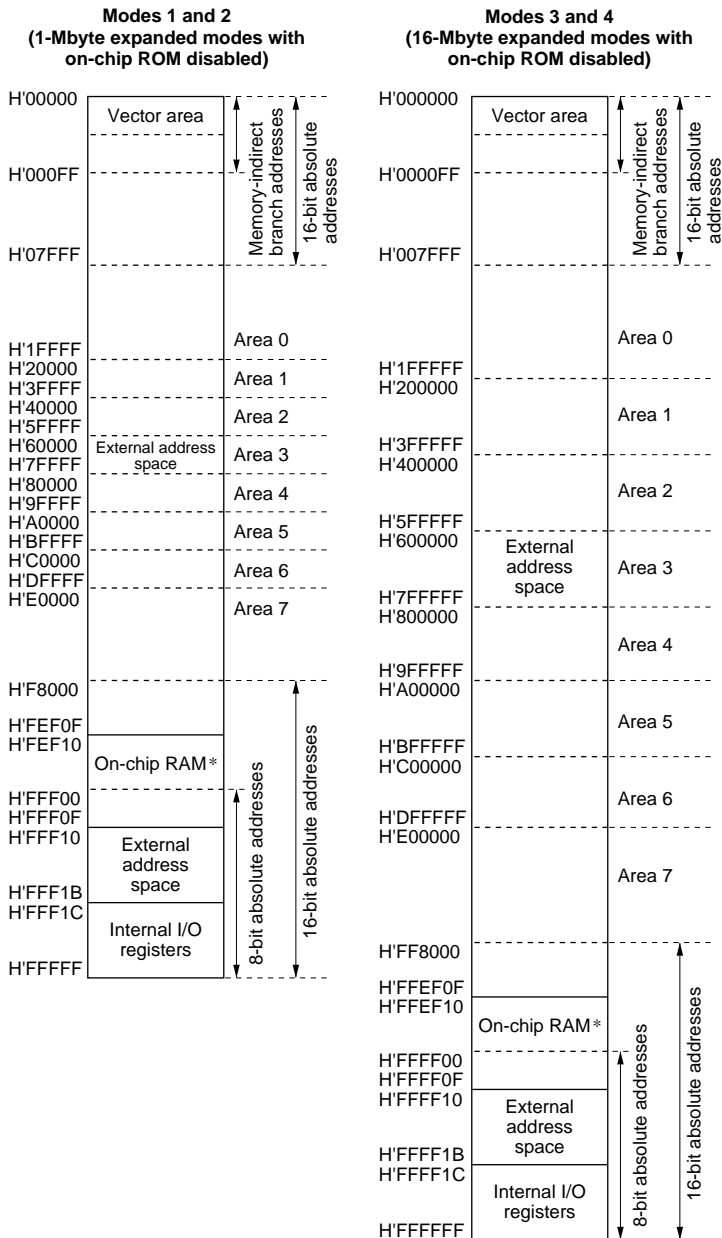 Modes 1 and 2
(1-Mbyte expanded modes with
on-chip ROM disabled)
H'00000
Vector area
H'000FF
H'07FFF
Memory-indirect
branch addresses
16-bit absolute
addresses
H'1FFFF
Area 0
H'20000
H'3FFFF
Area 1
H'40000
H'5FFFF
Area 2
H'60000
H'7FFFF
External address
space
Area 3
H'80000
H'9FFFF
Area 4
H'A0000
H'BFFFF
Area 5
H'C0000
H'DFFFF
Area 6
H'E0000
Area 7
H'F8000
H'FEF0F
H'FEF10
On-chip RAM*
H'FFF00
H'FFF0F
H'FFF10
External
address
space
H'FFF1B
H'FFF1C
Internal I/O
registers
H'FFFFF
8-bit absolute addresses
16-bit absolute addresses
Modes 3 and 4
(16-Mbyte expanded modes with
on-chip ROM disabled)
H'000000
Vector area
H'0000FF
H'007FFF
Memory-indirect
branch addresses
16-bit absolute
addresses
Area 0
H'1FFFFF
H'200000
Area 1
H'3FFFFF
H'400000
Area 2
H'5FFFFF
H'600000
External
address
space
Area 3
H'7FFFFF
H'800000
Area 4
H'9FFFFF
H'A00000
Area 5
H'BFFFFF
H'C00000
Area 6
H'DFFFFF
H'E00000
Area 7
H'FF8000
H'FFEF0F
H'FFEF10
On-chip RAM*
H'FFFF00
H'FFFF0F
H'FFFF10
External
address
space
H'FFFF1B
H'FFFF1C
Internal I/O
registers
H'FFFFFF
8-bit absolute addresses
16-bit absolute addresses